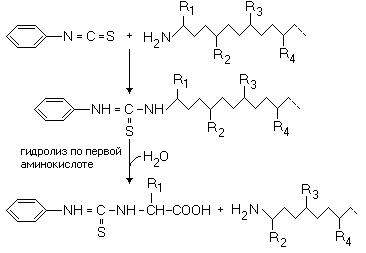 N = C = S + H₂N R₁ R₂ R₃ R₄
NH = C — NH R₁ R₂ R₃ R₄
S
гидролиз по первой
аминокислоте
H₂O
R₁
NH = C — NH — CH — COOH + H₂N R₂ R₃ R₄
S